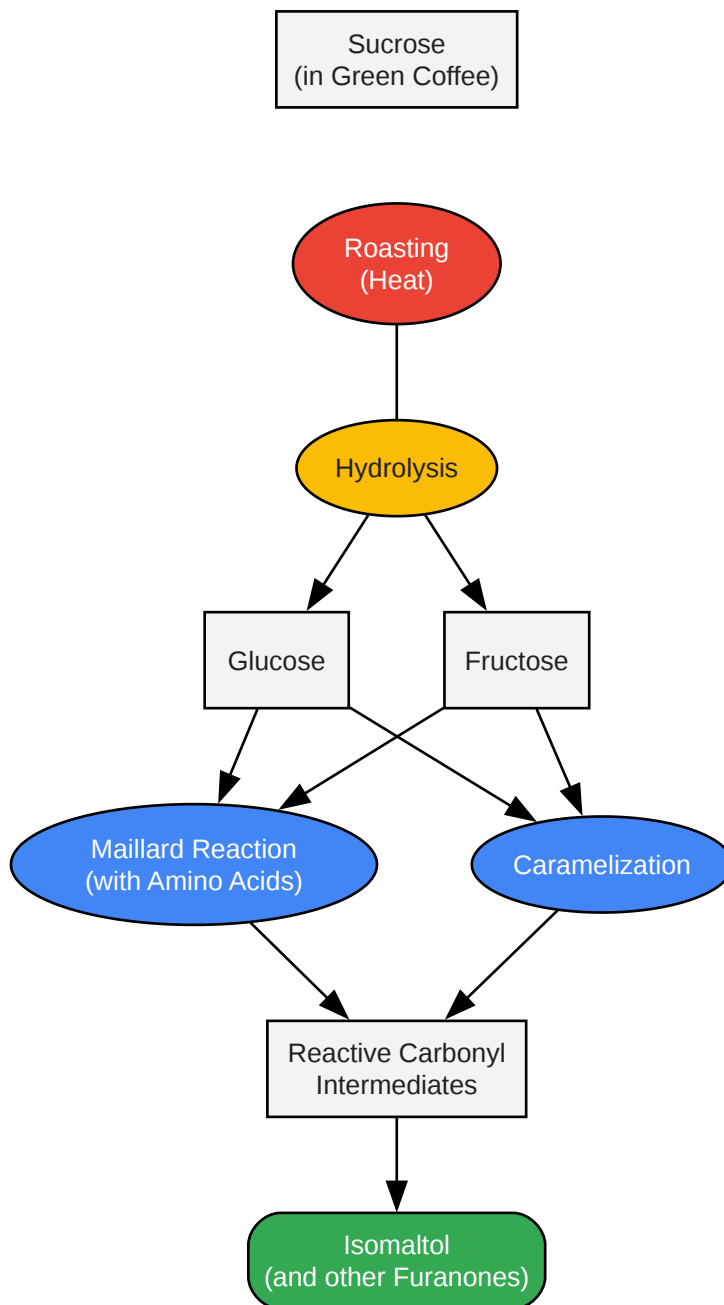 Sucrose
(in Green Coffee)
Roasting
(Heat)
Hydrolysis
Glucose
Fructose
Maillard Reaction
(with Amino Acids)
Caramelization
Reactive Carbonyl
Intermediates
Isomaltol
(and other Furanones)